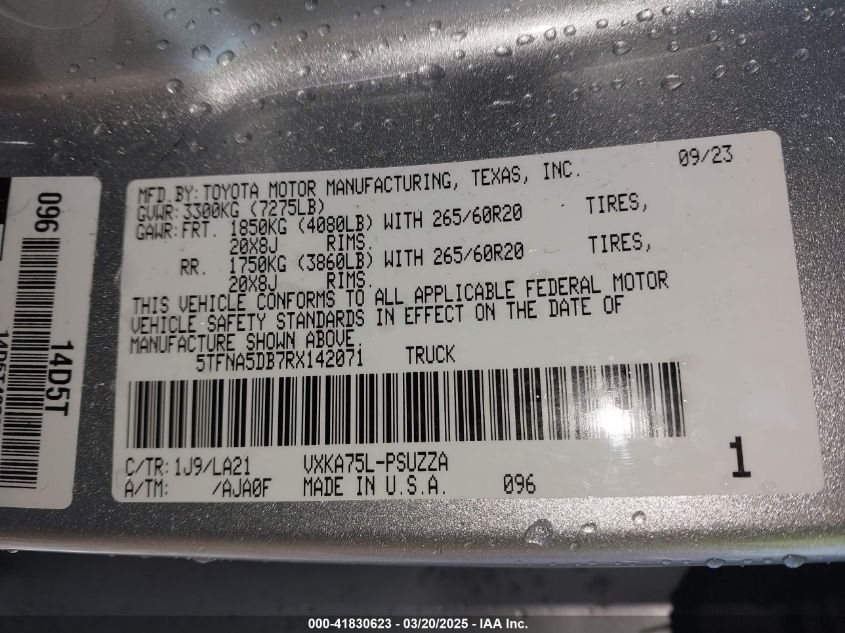 MFD. BY: TOYOTA MOTOR MANUFACTURING, TEXAS, INC. 09/23
GVWR: 3300KG (7275LB)
GAWR: FRT. 1850KG (4080LB) WITH 265/60R20 TIRES,
20X8J RIMS.
RR. 1750KG (3860LB) WITH 265/60R20 TIRES,
20X8J RIMS.
THIS VEHICLE CONFORMS TO ALL APPLICABLE FEDERAL MOTOR
VEHICLE SAFETY STANDARDS IN EFFECT ON THE DATE OF
MANUFACTURE SHOWN ABOVE.
5TFNA5DB7RX142071 TRUCK
C/TR: 1J9/LA21 VXKA75L-PSUZZA
A/TM: /AJA0F MADE IN U.S.A. 096
1
096
14D5T
000-41830623 - 03/20/2025 - IAA Inc.